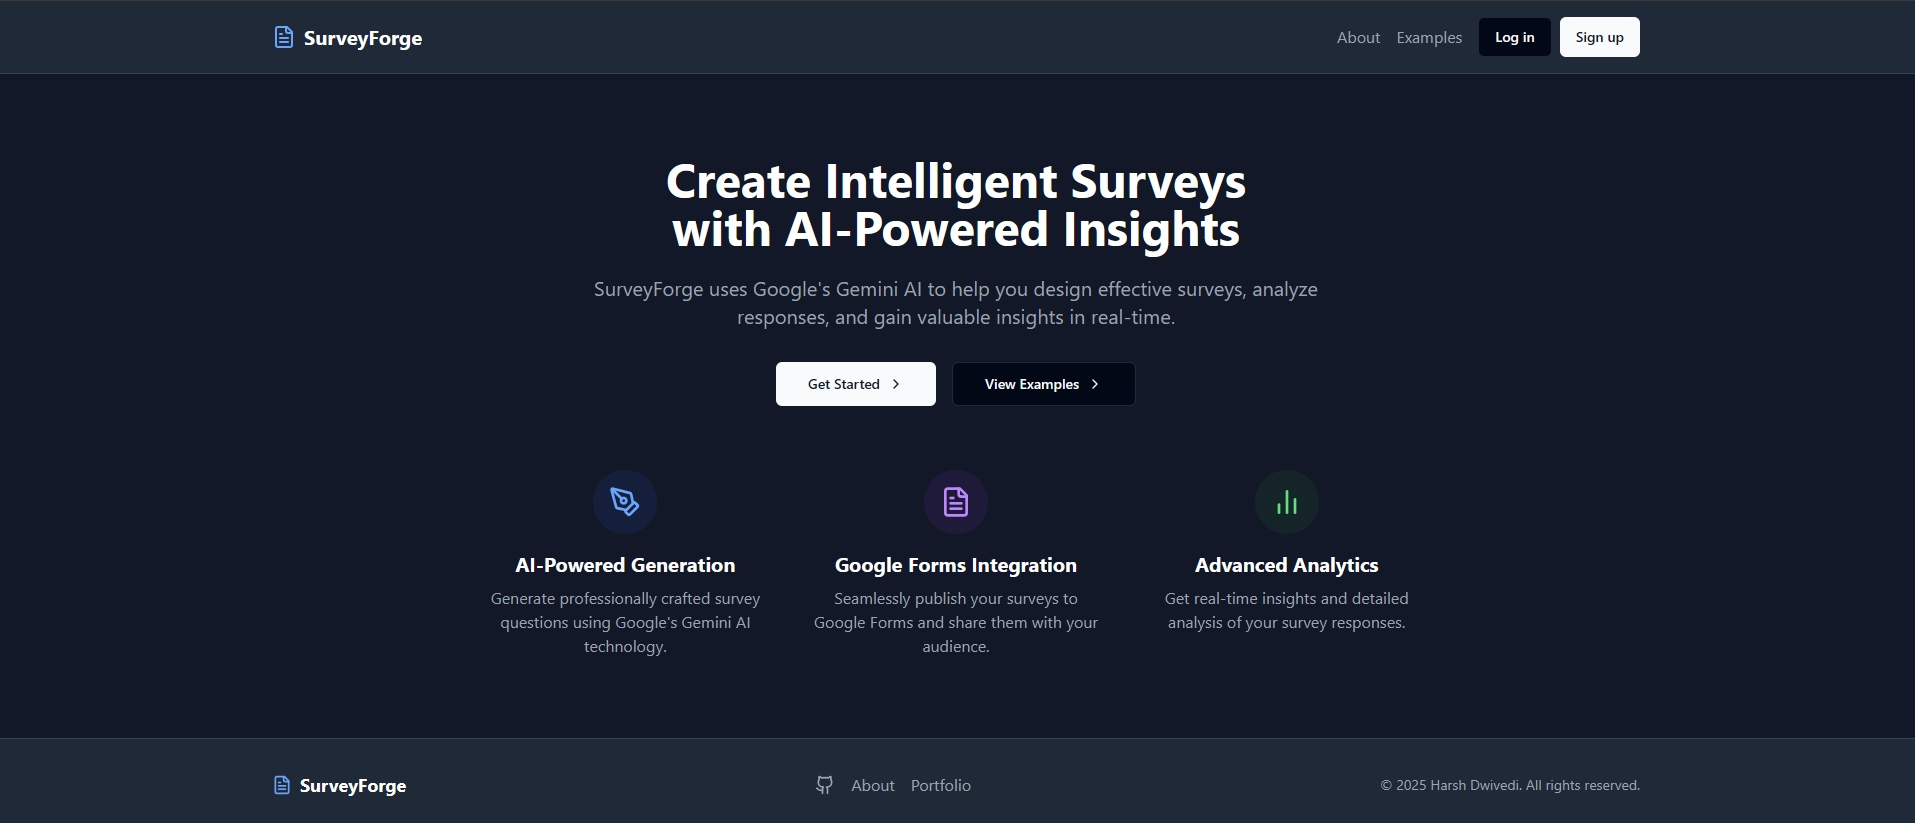 SurveyForge
About
Examples
Log in
Sign up
Create Intelligent Surveys
with AI-Powered Insights
SurveyForge uses Google's Gemini AI to help you design effective surveys, analyze
responses, and gain valuable insights in real-time.
Get Started
View Examples
AI-Powered Generation
Generate professionally crafted survey
questions using Google's Gemini AI
technology.
Google Forms Integration
Seamlessly publish your surveys to
Google Forms and share them with your
audience.
Advanced Analytics
Get real-time insights and detailed
analysis of your survey responses.
SurveyForge
About
Portfolio
© 2025 Harsh Dwivedi. All rights reserved.